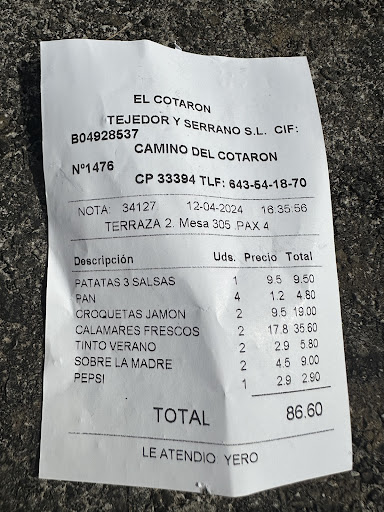 EL COTARON
TEJEDOR Y SERRANO S.L. CIF:
B04928537
CAMINO DEL COTARON
Nº1476
CP 33394 TLF: 643-54-18-70
NOTA: 34127 12-04-2024 16:35:56
TERRAZA 2. Mesa 305 PAX 4
Descripción Uds. Precio Total
PATATAS 3 SALSAS 1 9.5 9.50
PAN 4 1.2 4.80
CROQUETAS JAMON 2 9.5 19.00
CALAMARES FRESCOS 2 17.8 35.60
TINTO VERANO 2 2.9 5.80
SOBRE LA MADRE 2 4.5 9.00
PEPSI 1 2.9 2.90
TOTAL 86.60
LE ATENDIO YERO